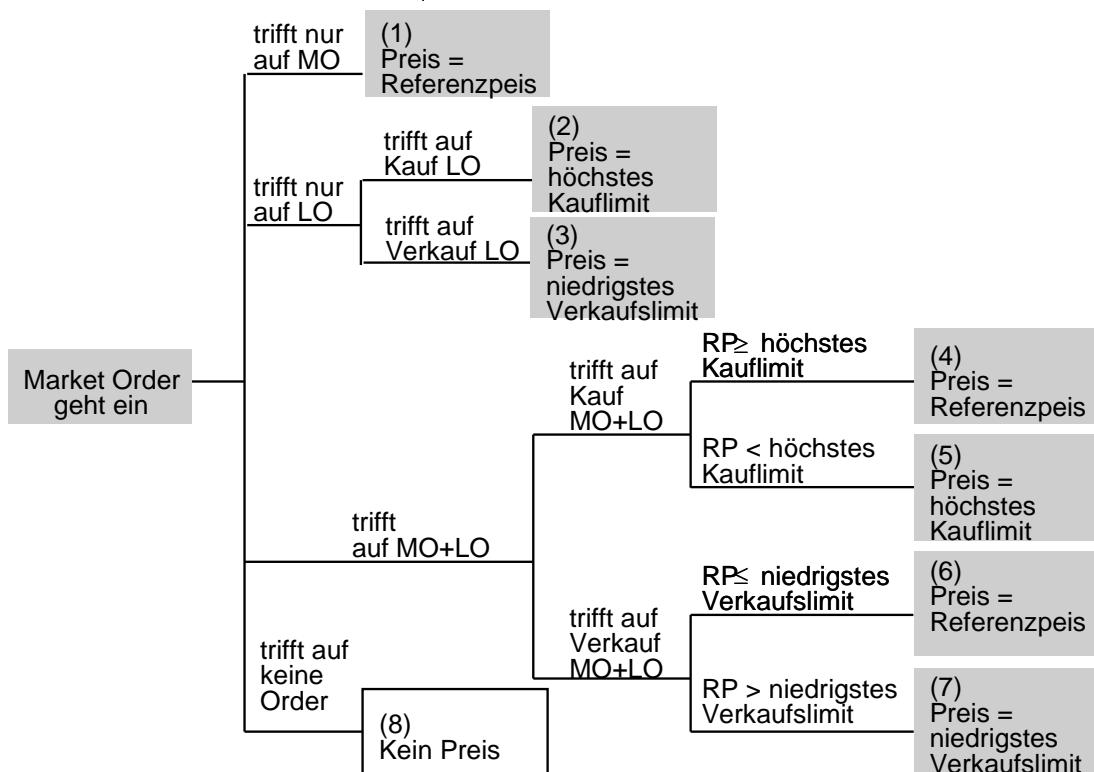 trifft nur
auf MO
(1)
Preis =
Referenzpeis
trifft nur
auf LO
trifft auf
Kauf LO
(2)
Preis =
höchstes
Kauflimit
trifft auf
Verkauf LO
(3)
Preis =
niedrigstes
Verkaufslimit
Market Order
geht ein
trifft
auf MO+LO
trifft auf
Kauf
MO+LO
RP≥ höchstes
Kauflimit
(4)
Preis =
Referenzpeis
RP < höchstes
Kauflimit
(5)
Preis =
höchstes
Kauflimit
trifft auf
Verkauf
MO+LO
RP≤ niedrigstes
Verkaufslimit
(6)
Preis =
Referenzpeis
RP > niedrigstes
Verkaufslimit
(7)
Preis =
niedrigstes
Verkaufslimit
trifft auf
keine
Order
(8)
Kein Preis